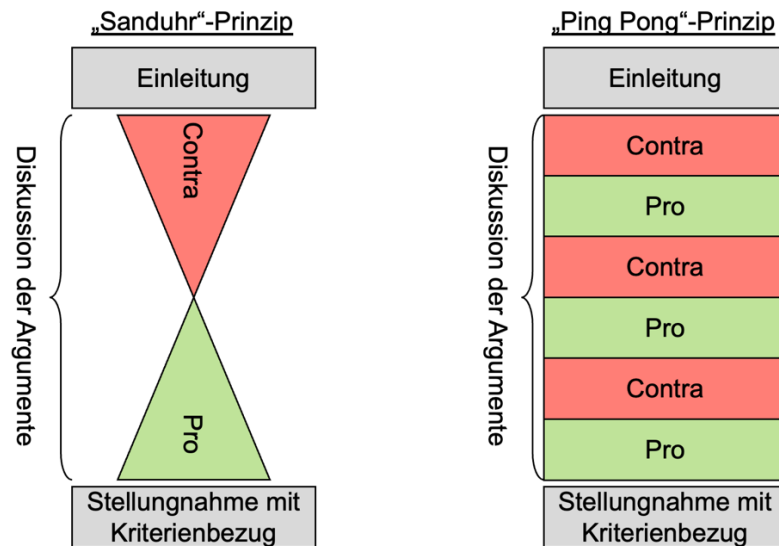 „Sanduhr“-Prinzip
Einleitung
Diskussion der Argumente
Contra
Pro
Stellungnahme mit
Kriterienbezug
„Ping Pong“-Prinzip
Einleitung
Diskussion der Argumente
Contra
Pro
Contra
Pro
Contra
Pro
Stellungnahme mit
Kriterienbezug